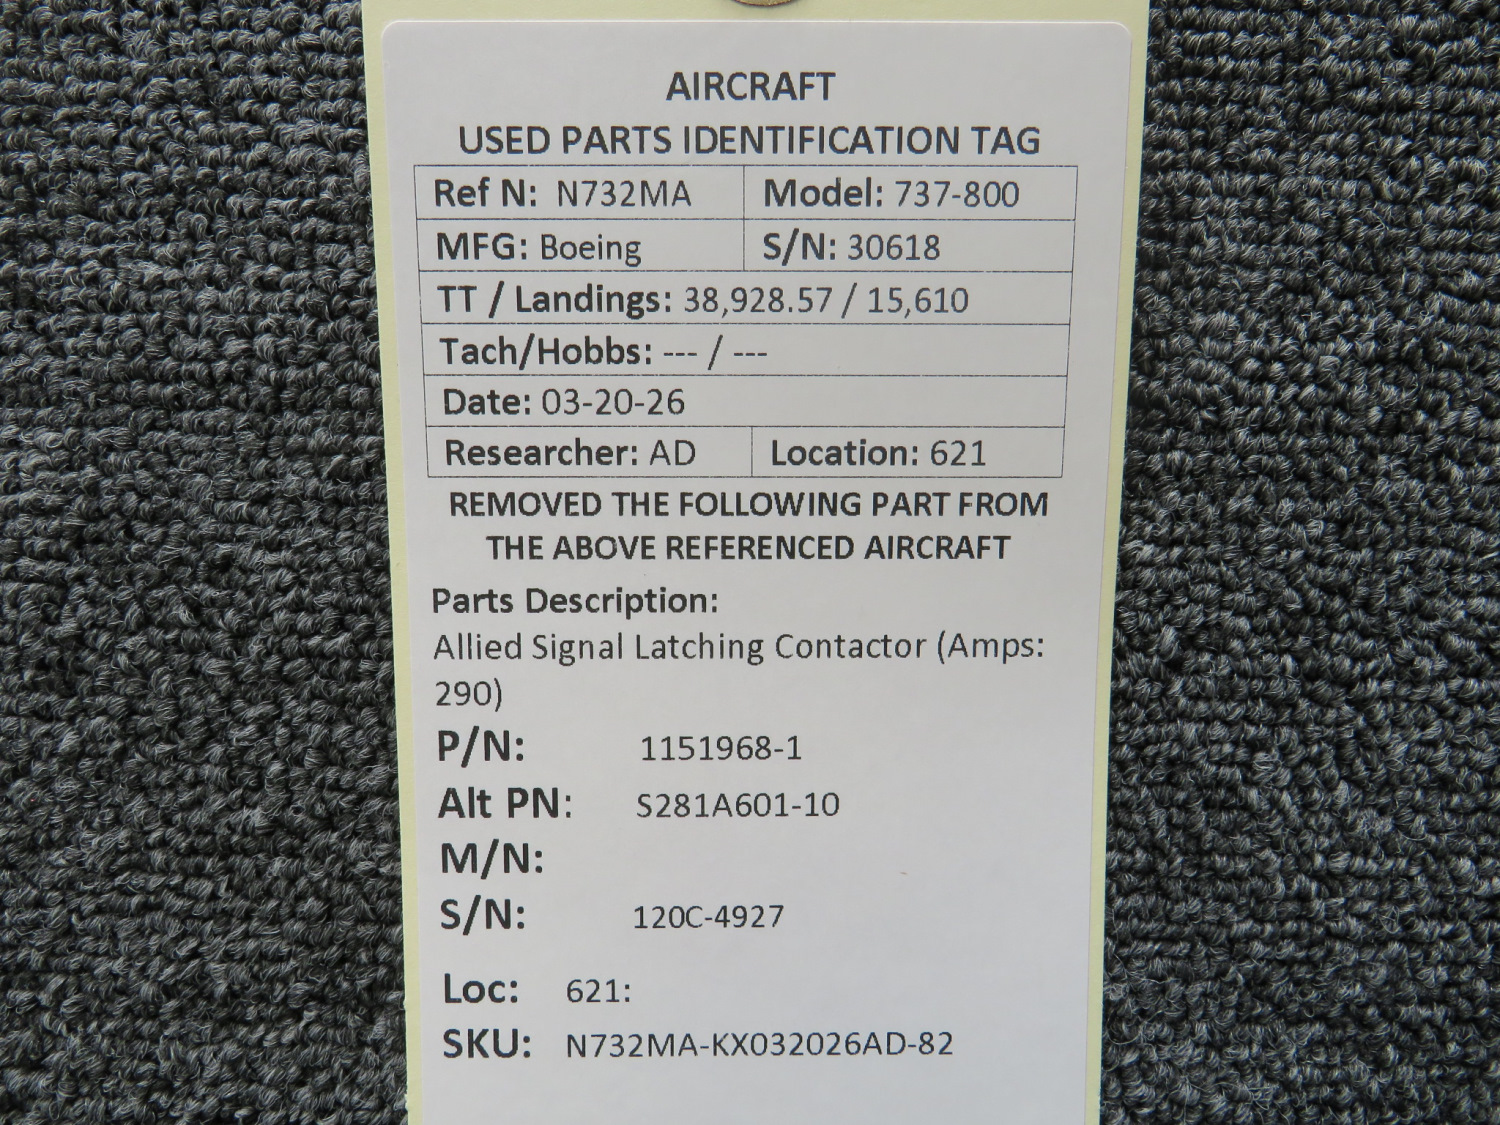 AIRCRAFT
USED PARTS IDENTIFICATION TAG
Ref N: N732MA Model: 737-800
MFG: Boeing S/N: 30618
TT / Landings: 38,928.57 / 15,610
Tach/Hobbs: --- / ---
Date: 03-20-26
Researcher: AD Location: 621
REMOVED THE FOLLOWING PART FROM
THE ABOVE REFERENCED AIRCRAFT
Parts Description:
Allied Signal Latching Contactor (Amps:
290)
P/N: 1151968-1
Alt PN: S281A601-10
M/N:
S/N: 120C-4927
Loc: 621:
SKU: N732MA-KX032026AD-82